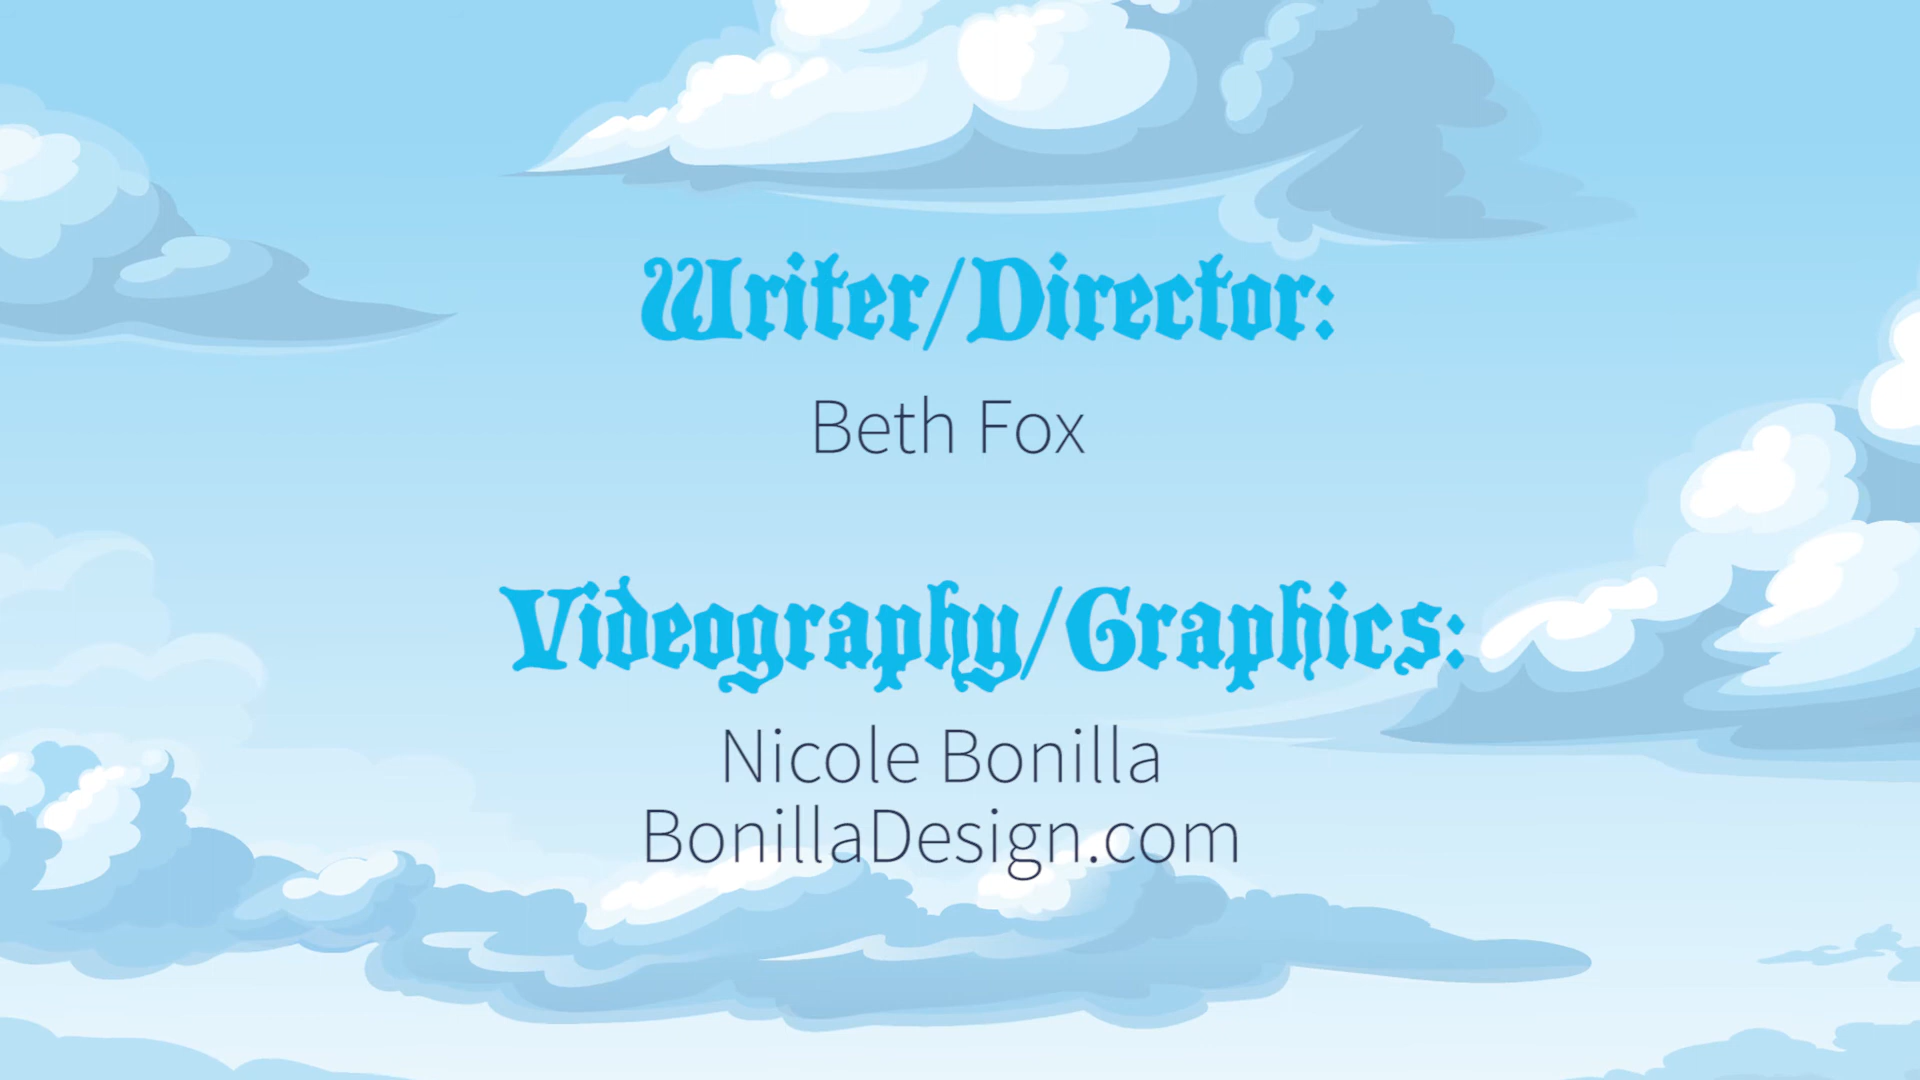 Writer/Director:
Beth Fox
Videography/Graphics:
Nicole Bonilla
BonillaDesign.com